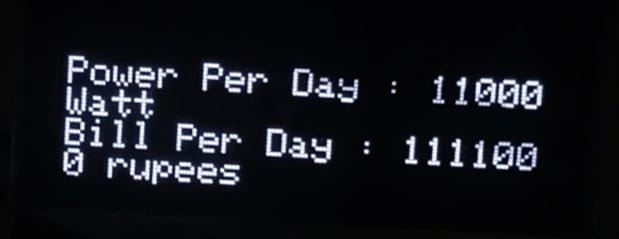 Power Per Day : 11000
Watt
Bill Per Day : 111100
0 rupees